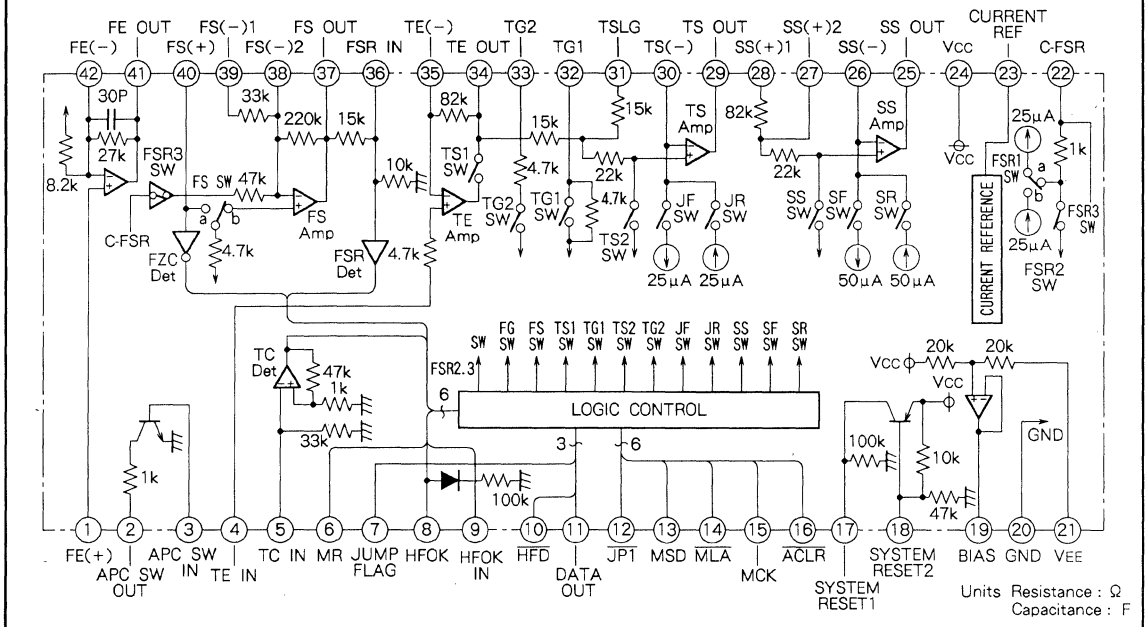 FE OUT FS(-)1 FS OUT TE(-) TG2 TSLG TS OUT SS(+)2 SS OUT CURRENT REF
FE(-) FS(+) FS(-)2 FSR IN TE OUT TG1 TS(-) SS(+)1 SS(-) Vcc C-FSR
42 41 40 39 38 37 36 35 34 33 32 31 30 29 28 27 26 25 24 23 22
30P
27k
8.2k
33k
220k
15k
82k
10k
FSR3 SW
FS SW
47k
a b
4.7k
C-FSR
FS Amp
FZC Det
FSR Det
4.7k
TE Amp
TS1 SW
15k
15k
4.7k
TG2 SW
TG1 SW
22k
4.7k
TS2 SW
TS Amp
JF SW
JR SW
25μA 25μA
82k
22k
SS Amp
SS SW
SF SW
SR SW
50μA 50μA
Vcc
CURRENT REFERENCE
25μA
FSR1 SW
a
b
25μA
1k
FSR3 SW
FSR2 SW
TC Det
47k
1k
33k
FSR2.3
SW
FG SW
FS SW
TS1 SW
TG1 SW
TS2 SW
TG2 SW
JF SW
JR SW
SS SW
SF SW
SR SW
6
LOGIC CONTROL
3 6
1k
100k
Vcc
20k 20k
Vcc
100k
10k
47k
GND
1 2 3 4 5 6 7 8 9 10 11 12 13 14 15 16 17 18 19 20 21
FE(+)
APC SW OUT
APC SW IN
TE IN
TC IN
MR
JUMP FLAG
HFOK
HFOK IN
HFD
DATA OUT
JP1
MSD
MLA
MCK
ACLR
SYSTEM RESET1
SYSTEM RESET2
BIAS
GND
VEE
Units Resistance : Ω
Capacitance : F